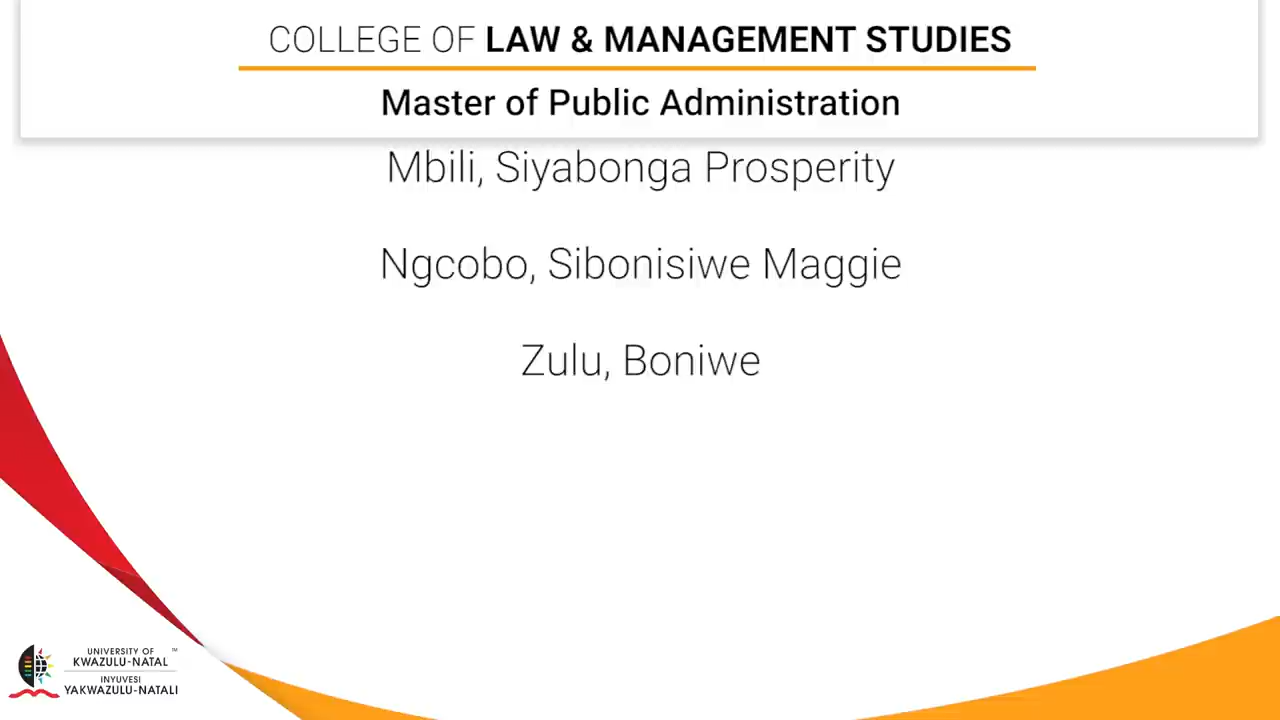 COLLEGE OF LAW & MANAGEMENT STUDIES
Master of Public Administration
Mbili, Siyabonga Prosperity
Ngcobo, Sibonisiwe Maggie
Zulu, Boniwe
UNIVERSITY OF ™
KWAZULU-NATAL
INYUVESI
YAKWAZULU-NATALI